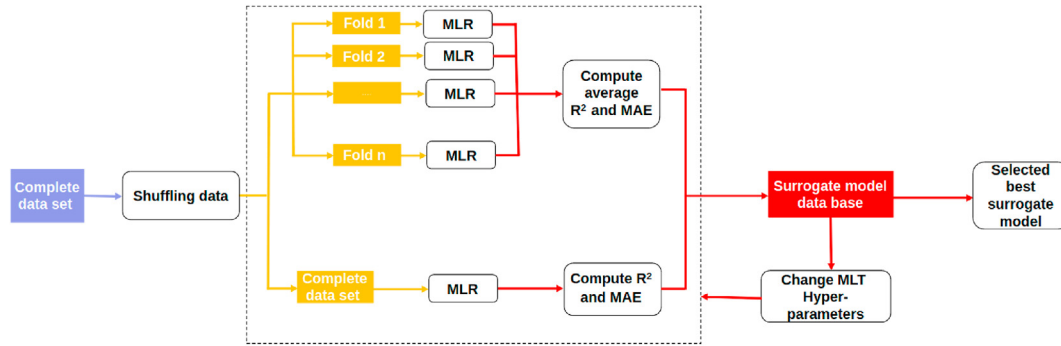 Fold 1
MLR
Fold 2
MLR
...
MLR
Fold n
MLR
Compute
average
R² and MAE
Complete
data set
Shuffling data
Surrogate model
data base
Selected
best
surrogate
model
Complete
data set
MLR
Compute R²
and MAE
Change MLT
Hyper-
parameters